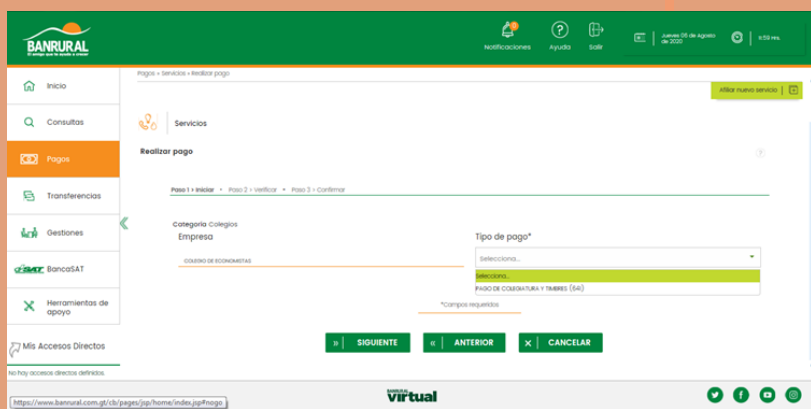 BANRURAL
El amigo que te ayuda a crecer
Notificaciones
Ayuda
Salir
Jueves 06 de Agosto
de 2020
Inicio
Consultas
Pagos
Transferencias
Gestiones
SAT BancaSAT
Herramientas de
apoyo
Mis Accesos Directos
No hay accesos directos definidos.
Pagos » Servicios » Realizar pago
Afiliar nuevo servicio
Servicios
Realizar pago
?
Paso 1 > Iniciar • Paso 2 > Verificar • Paso 3 > Confirmar
Categoría Colegios
Empresa
COLEGIO DE ECONOMISTAS
Tipo de pago*
Selecciona...
Selecciona...
PAGO DE COLEGIATURA Y TIMBRES (641)
*Campos requeridos
» SIGUIENTE
« ANTERIOR
X CANCELAR
https://www.banrural.com.gt/cb/pages/jsp/home/index.jsp#nogo
BANRURAL
virtual